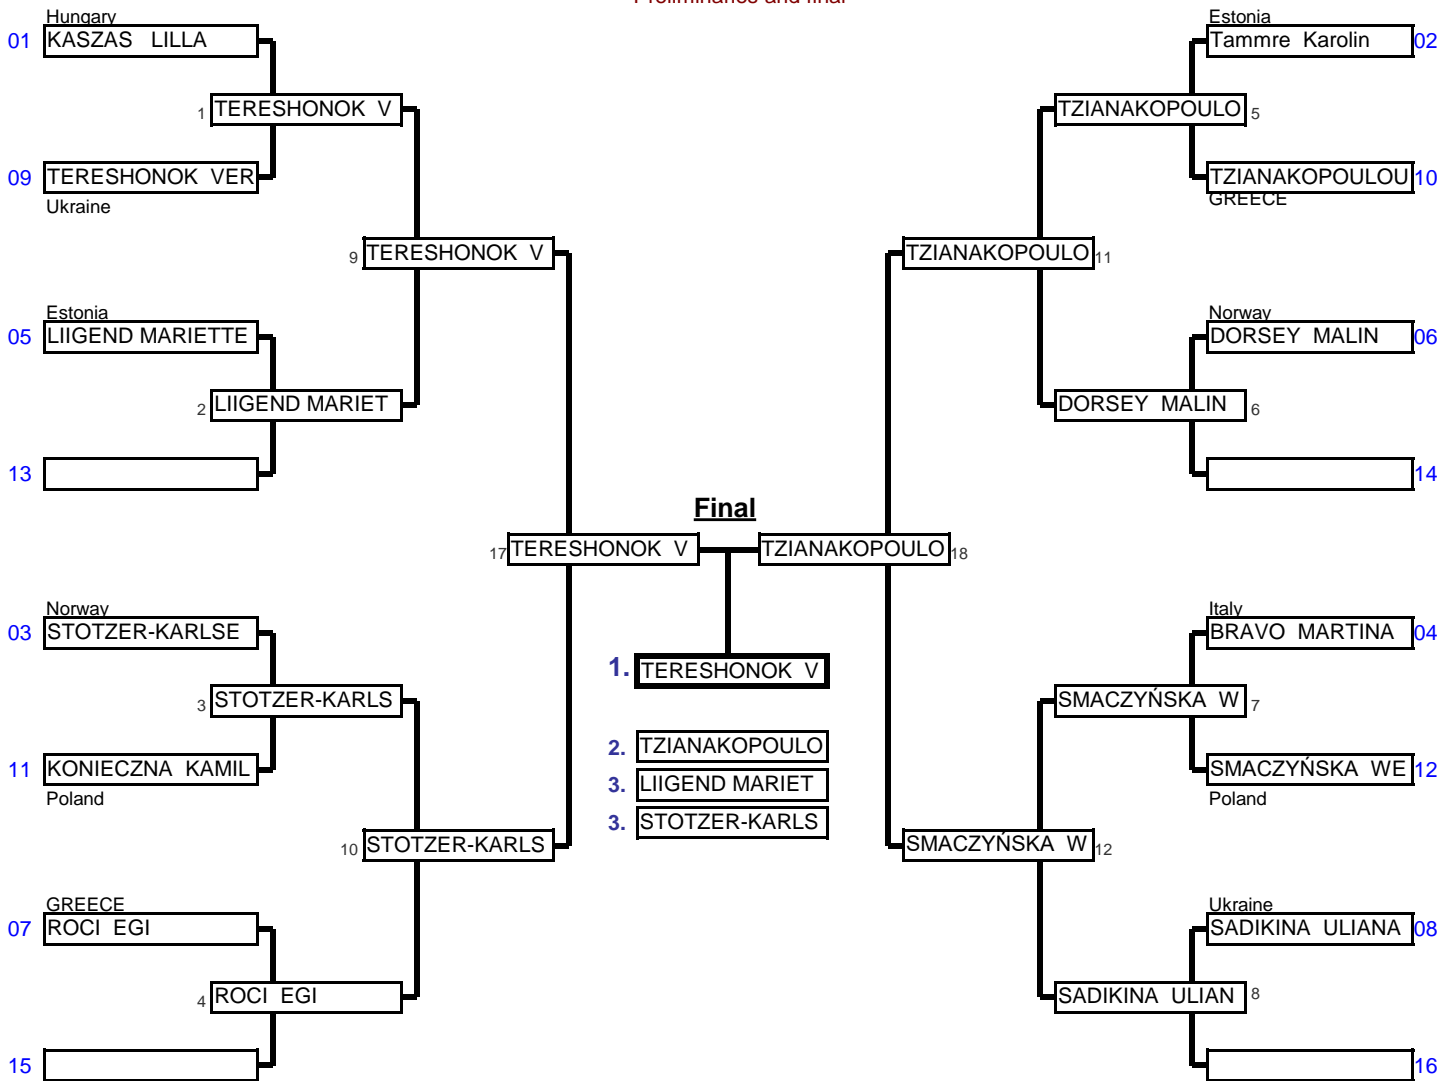 Preliminaries and final
Hungary
Estonia
01 KASZAS LILLA
Tammre Karolin 02
1 TERESHONOK V
TZIANAKOPOULO 5
09 TERESHONOK VER
TZIANAKOPOULOU 10
Ukraine
GREECE
9 TERESHONOK V
TZIANAKOPOULO 11
Estonia
Norway
05 LIIGEND MARIETTE
DORSEY MALIN 06
2 LIIGEND MARIET
DORSEY MALIN 6
13
14
Final
17 TERESHONOK V
TZIANAKOPOULO 18
Norway
Italy
03 STOTZER-KARLSE
BRAVO MARTINA 04
1. TERESHONOK V
3 STOTZER-KARLS
SMACZYŃSKA W 7
2. TZIANAKOPOULO
11 KONIECZNA KAMIL
SMACZYŃSKA WE 12
3. LIIGEND MARIET
Poland
Poland
3. STOTZER-KARLS
10 STOTZER-KARLS
SMACZYŃSKA W 12
GREECE
Ukraine
07 ROCI EGI
SADIKINA ULIANA 08
4 ROCI EGI
SADIKINA ULIAN 8
15
16